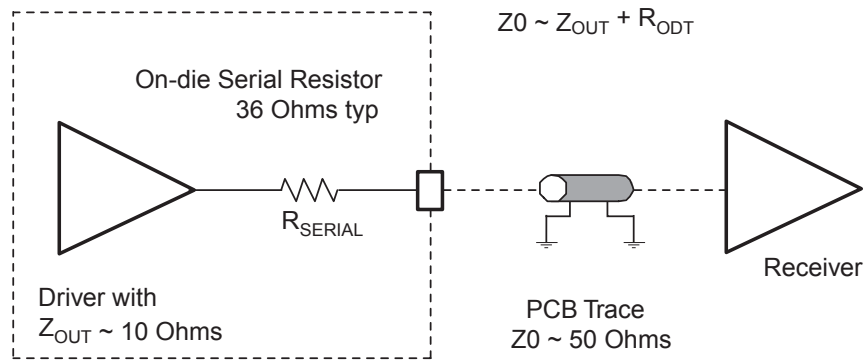 Z0 ~ ZOUT + RODT
On-die Serial Resistor
36 Ohms typ
RSERIAL
Receiver
Driver with
ZOUT ~ 10 Ohms
PCB Trace
Z0 ~ 50 Ohms